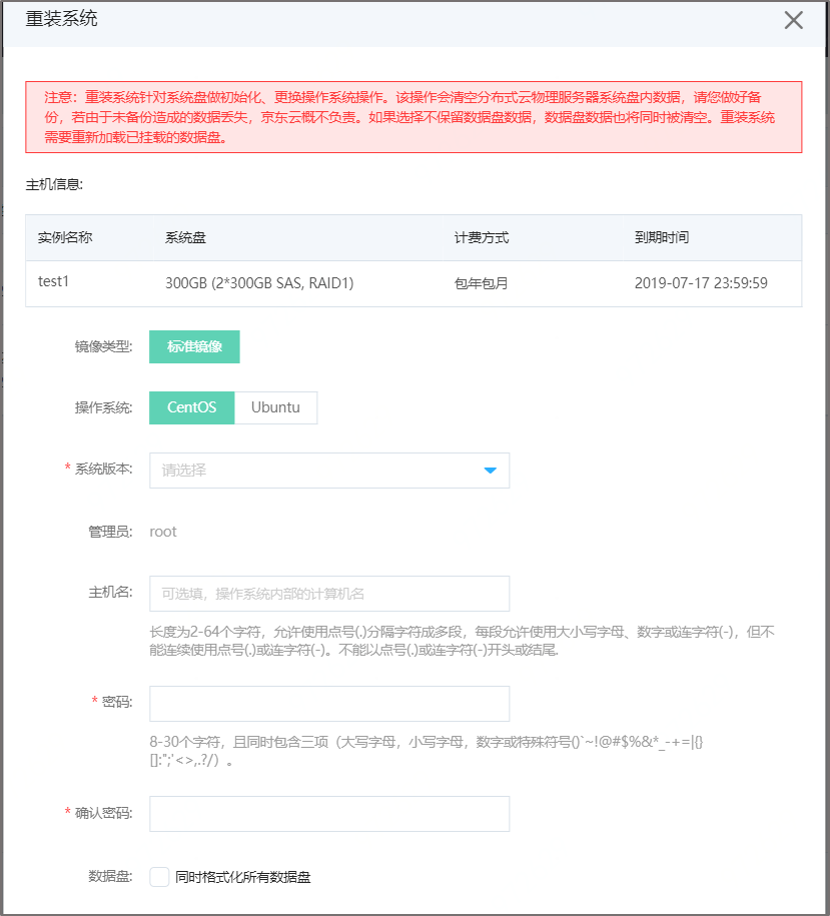 重装系统
注意：重装系统针对系统盘做初始化、更换操作系统操作。该操作会清空分布式云物理服务器系统盘内数据，请您做好备
份，若由于未备份造成的数据丢失，京东云概不负责。如果选择不保留数据盘数据，数据盘数据也将同时被清空。重装系统
需要重新加载已挂载的数据盘。
主机信息:
实例名称 系统盘 计费方式 到期时间
test1 300GB (2*300GB SAS, RAID1) 包年包月 2019-07-17 23:59:59
镜像类型: 标准镜像
操作系统: CentOS Ubuntu
* 系统版本: 请选择
管理员: root
主机名: 可选填，操作系统内部的计算机名
长度为2-64个字符，允许使用点号(.)分隔字符成多段，每段允许使用大小写字母、数字或连字符(-)，但不
能连续使用点号(.)或连字符(-)。不能以点号(.)或连字符(-)开头或结尾.
* 密码:
8-30个字符，且同时包含三项（大写字母，小写字母，数字或特殊符号()`~!@#$%&*_-+=|{}
[]:";'<>,.?/）。
* 确认密码:
数据盘: 同时格式化所有数据盘